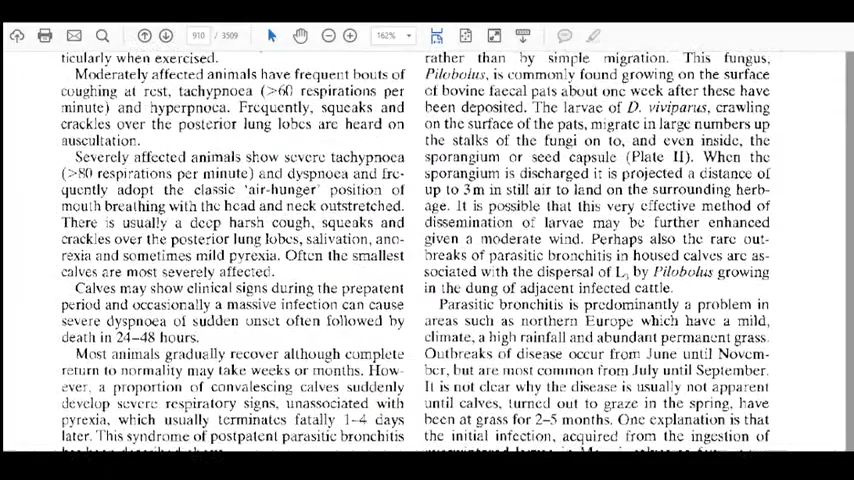 910 / 3509
162%
ticularly when exercised.
Moderately affected animals have frequent bouts of
coughing at rest, tachypnoea (>60 respirations per
minute) and hyperpnoea. Frequently, squeaks and
crackles over the posterior lung lobes are heard on
auscultation.
Severely affected animals show severe tachypnoea
(>80 respirations per minute) and dyspnoea and fre-
quently adopt the classic 'air-hunger' position of
mouth breathing with the head and neck outstretched.
There is usually a deep harsh cough, squeaks and
crackles over the posterior lung lobes, salivation, ano-
rexia and sometimes mild pyrexia. Often the smallest
calves are most severely affected.
Calves may show clinical signs during the prepatent
period and occasionally a massive infection can cause
severe dyspnoea of sudden onset often followed by
death in 24–48 hours.
Most animals gradually recover although complete
return to normality may take weeks or months. How-
ever, a proportion of convalescing calves suddenly
develop severe respiratory signs, unassociated with
pyrexia, which usually terminates fatally 1–4 days
later. This syndrome of postpatent parasitic bronchitis
rather than by simple migration. This fungus,
Pilobolus, is commonly found growing on the surface
of bovine faecal pats about one week after these have
been deposited. The larvae of D. viviparus, crawling
on the surface of the pats, migrate in large numbers up
the stalks of the fungi on to, and even inside, the
sporangium or seed capsule (Plate II). When the
sporangium is discharged it is projected a distance of
up to 3 m in still air to land on the surrounding herb-
age. It is possible that this very effective method of
dissemination of larvae may be further enhanced
given a moderate wind. Perhaps also the rare out-
breaks of parasitic bronchitis in housed calves are as-
sociated with the dispersal of L3 by Pilobolus growing
in the dung of adjacent infected cattle.
Parasitic bronchitis is predominantly a problem in
areas such as northern Europe which have a mild,
climate, a high rainfall and abundant permanent grass.
Outbreaks of disease occur from June until Novem-
ber, but are most common from July until September.
It is not clear why the disease is usually not apparent
until calves, turned out to graze in the spring, have
been at grass for 2–5 months. One explanation is that
the initial infection, acquired from the ingestion of